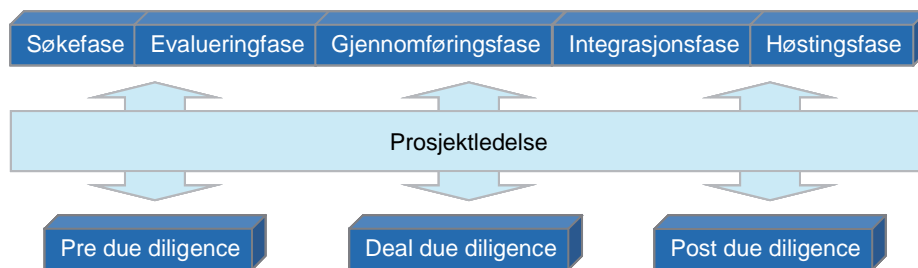 Søkefase Evalueringfase Gjennomføringsfase Integrasjonsfase Høstingsfase
Prosjektledelse
Pre due diligence Deal due diligence Post due diligence